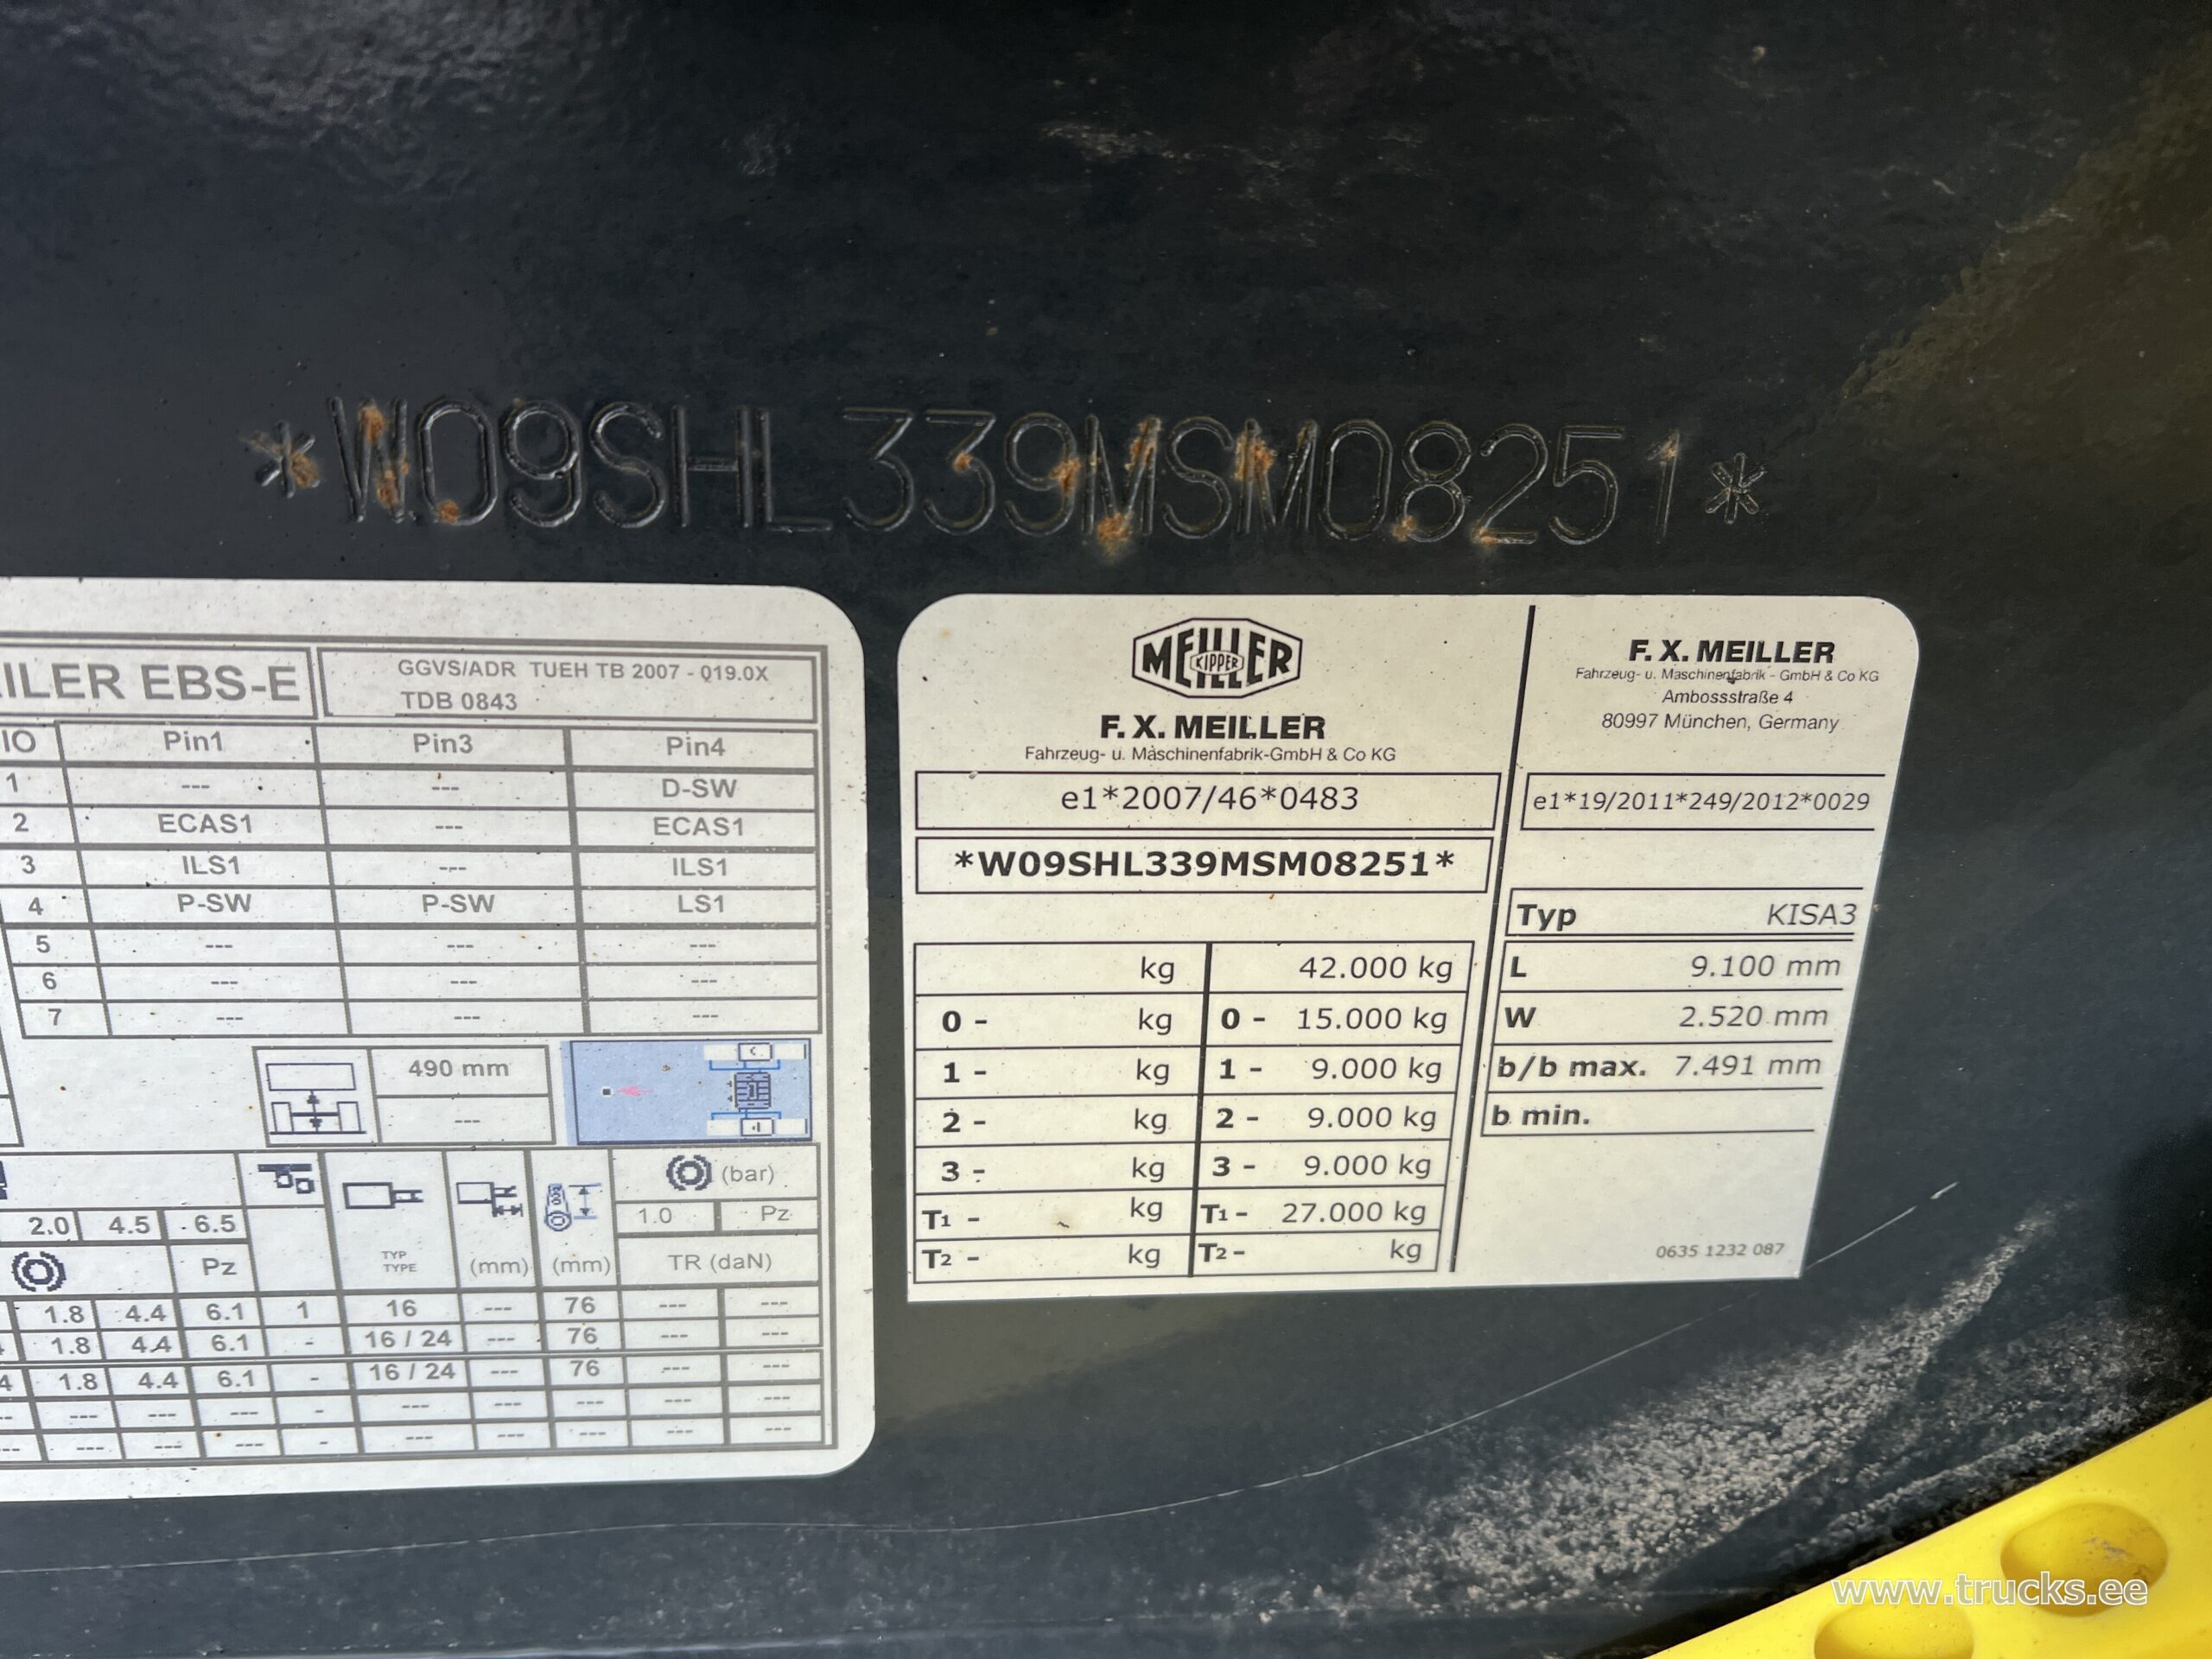 *W09SHL339MSM08251*
EBS-E
GGVS/ADR TUEH TB 2007 - 019.0X
TDB 0843
IO Pin1 Pin3 Pin4
1 --- --- D-SW
2 ECAS1 --- ECAS1
3 ILS1 --- ILS1
4 P-SW P-SW LS1
5 --- --- ---
6 --- --- ---
7 --- --- ---
490 mm
---
(bar)
2.0 4.5 6.5 1.0 Pz
Pz TYP TYPE (mm) (mm) TR (daN)
1.8 4.4 6.1 1 16 --- 76 --- ---
1.8 4.4 6.1 - 16 / 24 --- 76 --- ---
1.8 4.4 6.1 - 16 / 24 --- 76 --- ---
--- --- --- --- - --- --- --- --- ---
--- --- --- --- - --- --- --- --- ---
MEILLER
KIPPER
F. X. MEILLER
Fahrzeug- u. Maschinenfabrik-GmbH & Co KG
e1*2007/46*0483
*W09SHL339MSM08251*
kg 42.000 kg
0 - kg 0 - 15.000 kg
1 - kg 1 - 9.000 kg
2 - kg 2 - 9.000 kg
3 - kg 3 - 9.000 kg
T1 - kg T1 - 27.000 kg
T2 - kg T2 - kg
F. X. MEILLER
Fahrzeug- u. Maschinenfabrik - GmbH & Co KG
Ambossstraße 4
80997 München, Germany
e1*19/2011*249/2012*0029
Typ KISA3
L 9.100 mm
W 2.520 mm
b/b max. 7.491 mm
b min.
0635 1232 087
www.trucks.ee